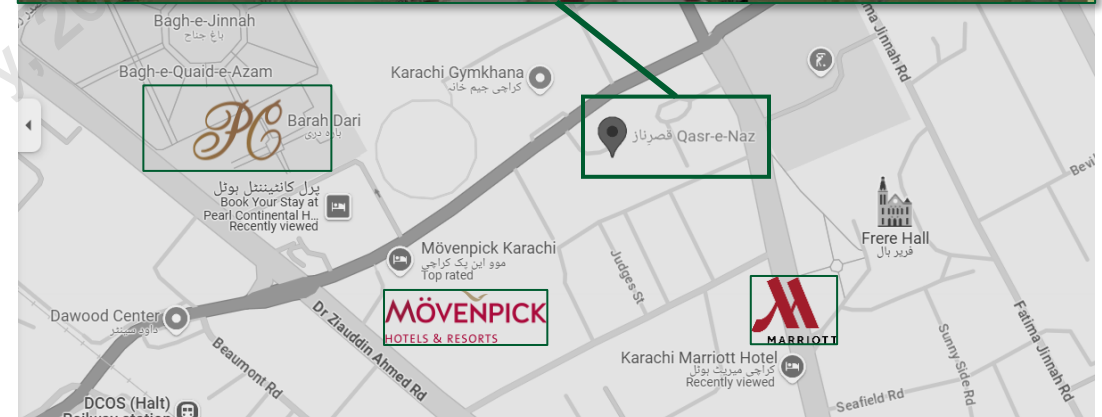 Bagh-e-Jinnah
باغ جناح
Bagh-e-Quaid-e-Azam
PC
Barah Dari
بارہ دری
Karachi Gymkhana
کراچی جیم خانہ
Qasr-e-Naz قصرناز
Fatima Jinnah Rd
پرل کانٹیننٹل ہوٹل
Book Your Stay at
Pearl Continental H...
Recently viewed
Mövenpick Karachi
موو این پک کراچی
Top rated
MÖVENPICK
HOTELS & RESORTS
Judges St
Frere Hall
فریر ہال
MARRIOTT
Karachi Marriott Hotel
کراچی میریٹ ہوٹل
Recently viewed
Dawood Center
داؤد سینٹر
Beaumont Rd
Dr Ziauddin Ahmed Rd
Sunny Side Rd
Fatima Jinnah Rd
Seafield Rd
DCOS (Halt)
Railway station